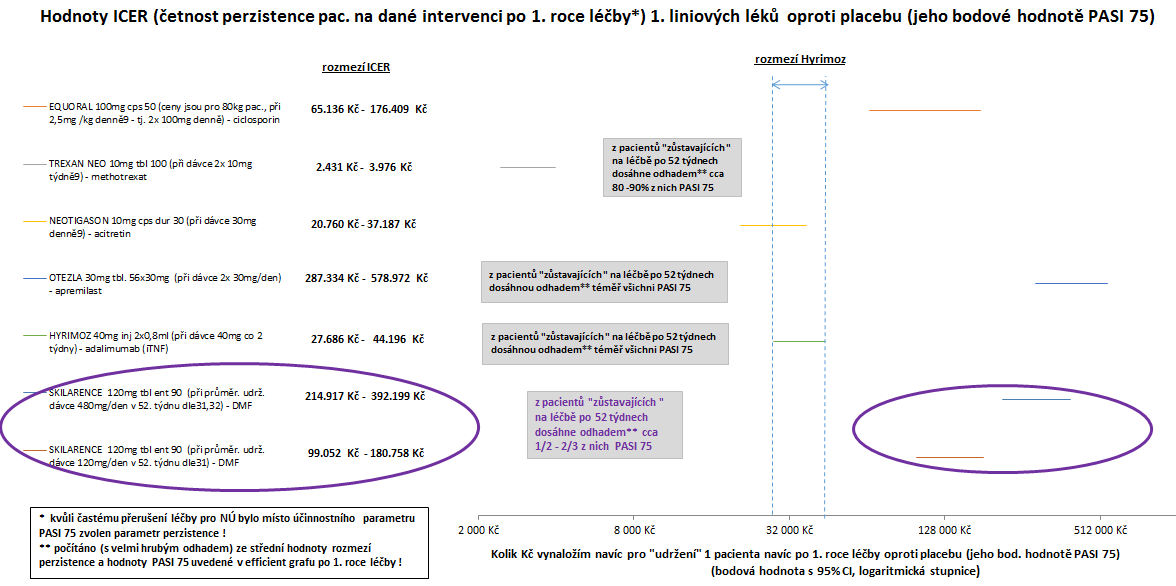 Hodnoty ICER (četnost perzistence pac. na dané intervenci po 1. roce léčby*) 1. liniových léků oproti placebu (jeho bodové hodnotě PASI 75)
rozmezí ICER
rozmezí Hyrimoz
EQUORAL 100mg cps 50 (ceny jsou pro 80kg pac., při
2,5mg /kg denně9 - tj. 2x 100mg denně) - ciclosporin
65.136 Kč - 176.409 Kč
TREXAN NEO 10mg tbl 100 (při dávce 2x 10mg
týdně9) - methotrexat
2.431 Kč - 3.976 Kč
z pacientů "zůstavajících"
na léčbě po 52 týdnech
dosáhne odhadem** cca
80 -90% z nich PASI 75
NEOTIGASON 10mg cps dur 30 (při dávce 30mg
denně9) - acitretin
20.760 Kč - 37.187 Kč
OTEZLA 30mg tbl. 56x30mg (při dávce 2x 30mg/den)
- apremilast
287.334 Kč - 578.972 Kč
z pacientů "zůstavajících" na léčbě po 52 týdnech
dosáhnou odhadem** téměř všichni PASI 75
HYRIMOZ 40mg inj 2x0,8ml (při dávce 40mg co 2
týdny) - adalimumab (iTNF)
27.686 Kč - 44.196 Kč
z pacientů "zůstavajících" na léčbě po 52 týdnech
dosáhnou odhadem** téměř všichni PASI 75
SKILARENCE 120mg tbl ent 90 (při průměr. udrž.
dávce 480mg/den v 52. týdnu dle31,32) - DMF
214.917 Kč - 392.199 Kč
z pacientů "zůstavajících "
na léčbě po 52 týdnech
dosáhne odhadem** cca
1/2 - 2/3 z nich PASI 75
SKILARENCE 120mg tbl ent 90 (při průměr. udrž.
dávce 120mg/den v 52. týdnu dle31) - DMF
99.052 Kč - 180.758 Kč
* kvůli častému přerušení léčby pro NÚ bylo místo účinnostního parametru
PASI 75 zvolen parametr perzistence !
** počítáno (s velmi hrubým odhadem) ze střední hodnoty rozmezí
perzistence a hodnoty PASI 75 uvedené v efficient grafu po 1. roce léčby !
2 000 Kč 8 000 Kč 32 000 Kč 128 000 Kč 512 000 Kč
Kolik Kč vynaložím navíc pro "udržení" 1 pacienta navíc po 1. roce léčby oproti placebu (jeho bod. hodnotě PASI 75)
(bodová hodnota s 95% CI, logaritmická stupnice)